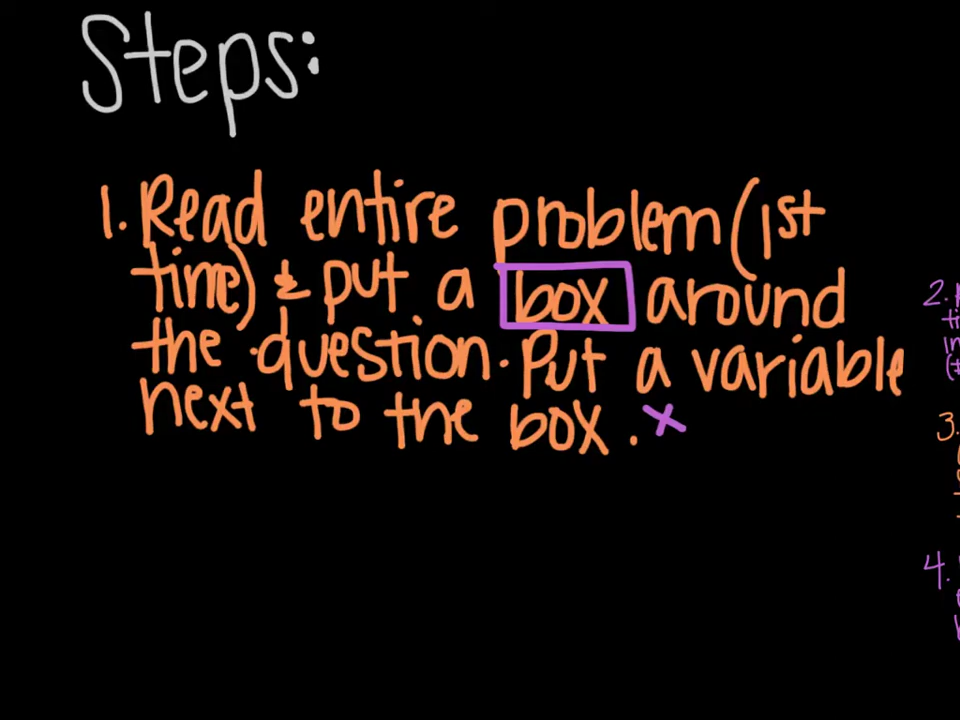 Steps:
1. Read entire problem (1st
time) & put a box around
the question. Put a variable
next to the box. x
2.
3.
4.